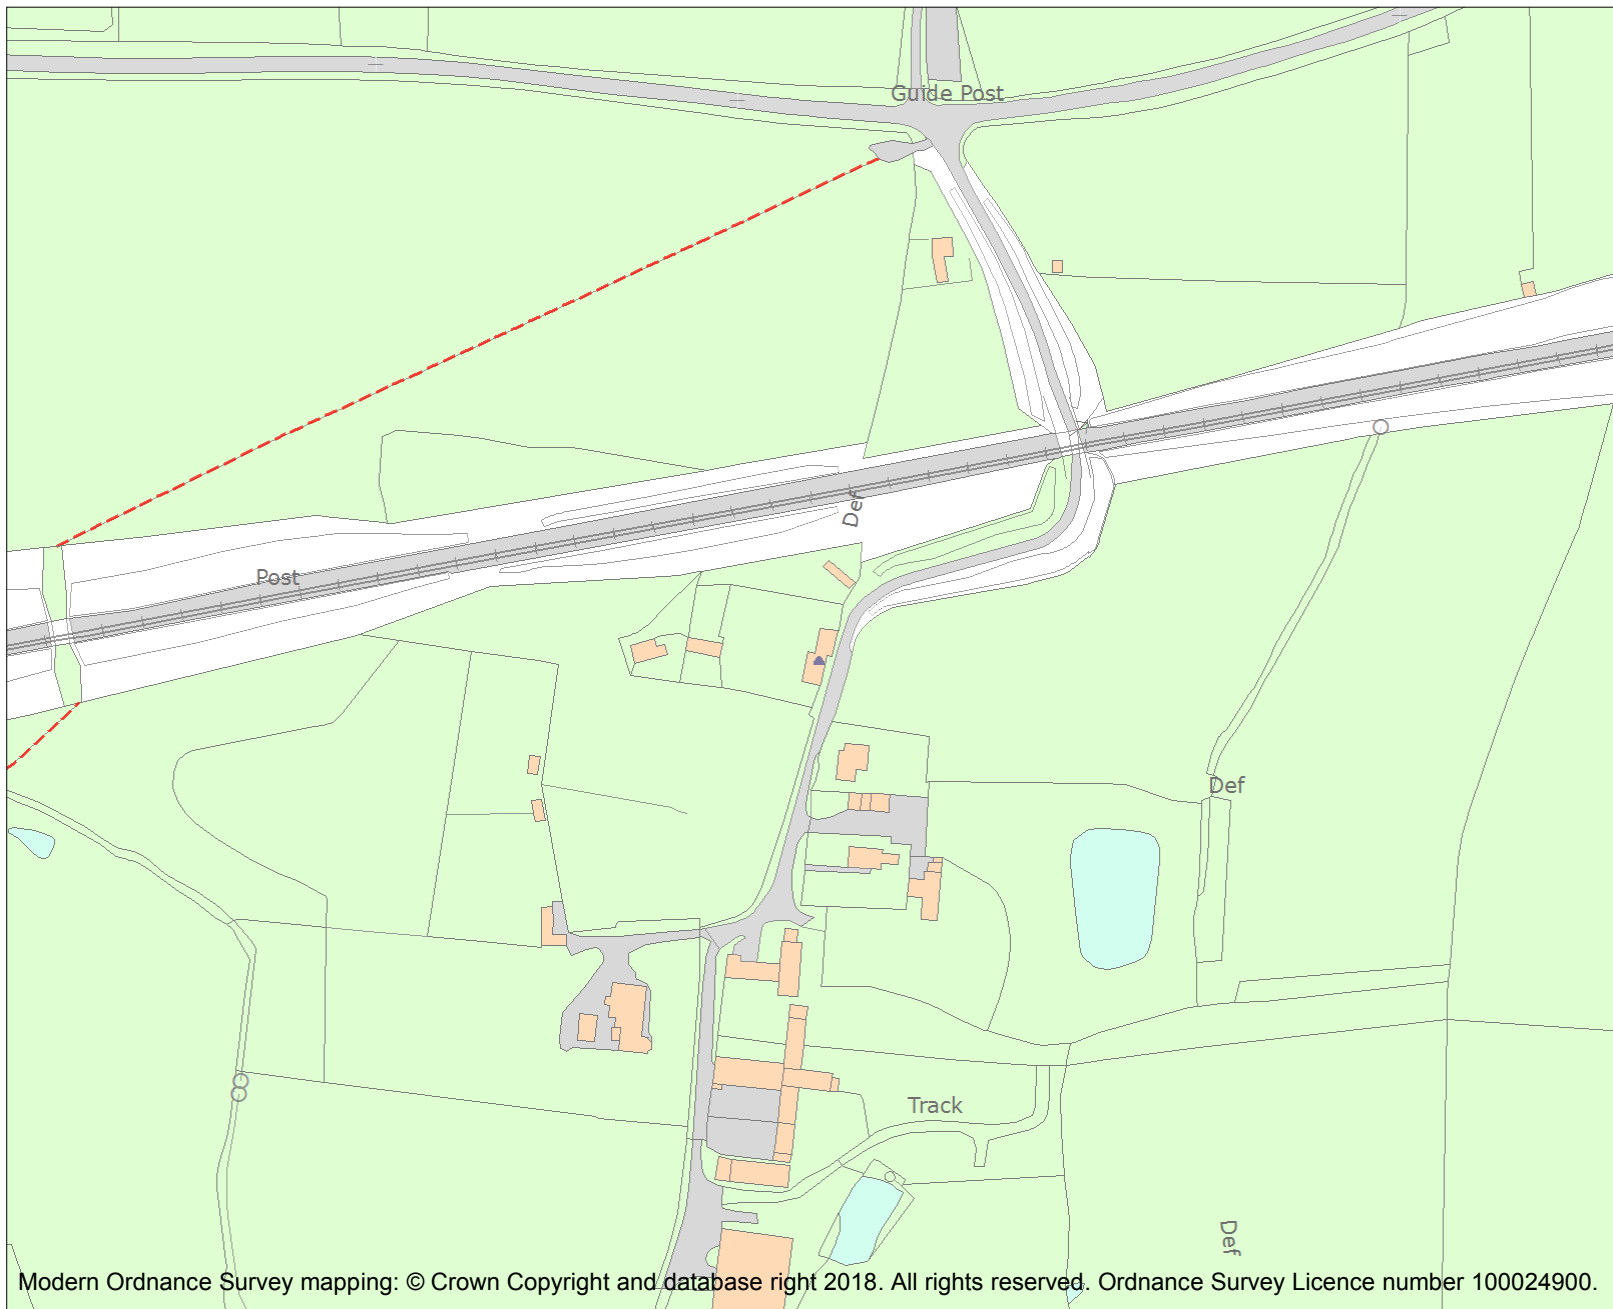 Guide Post
Def
Post
Def
Track
Def
Modern Ordnance Survey mapping: © Crown Copyright and database right 2018. All rights reserved. Ordnance Survey Licence number 100024900.